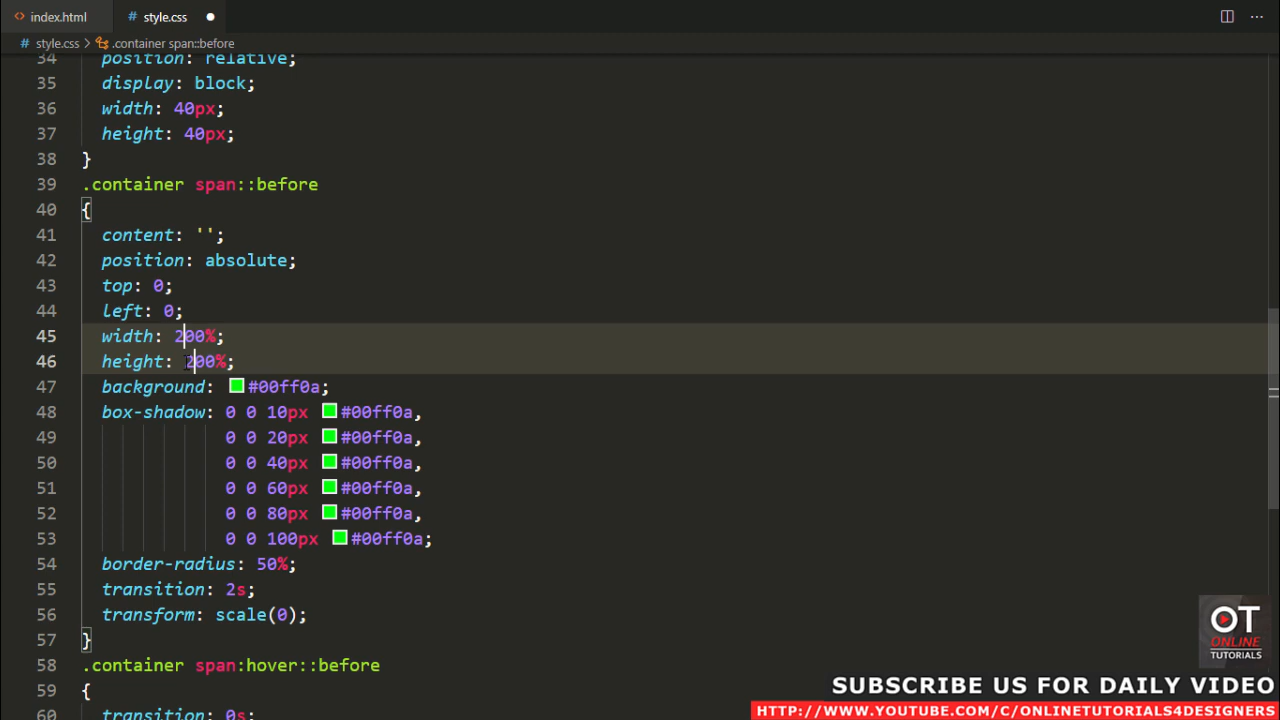 index.html
# style.css
# style.css > .container span::before
34 position: relative;
35 display: block;
36 width: 40px;
37 height: 40px;
38 }
39 .container span::before
40 {
41 content: '';
42 position: absolute;
43 top: 0;
44 left: 0;
45 width: 200%;
46 height: 200%;
47 background: #00ff0a;
48 box-shadow: 0 0 10px #00ff0a,
49 0 0 20px #00ff0a,
50 0 0 40px #00ff0a,
51 0 0 60px #00ff0a,
52 0 0 80px #00ff0a,
53 0 0 100px #00ff0a;
54 border-radius: 50%;
55 transition: 2s;
56 transform: scale(0);
57 }
58 .container span:hover::before
59 {
60 transition: 0s;
OT
ONLINE
TUTORIALS
SUBSCRIBE US FOR DAILY VIDEO
HTTP://WWW.YOUTUBE.COM/C/ONLINETUTORIALS4DESIGNERS